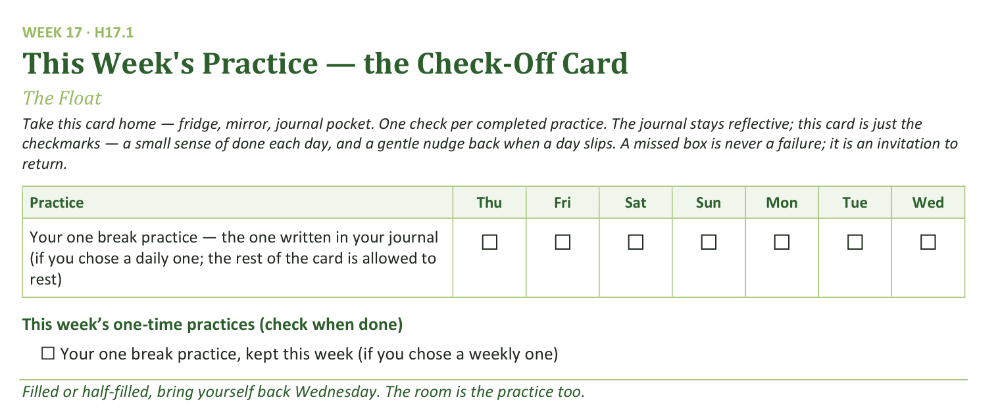 WEEK 17 · H17.1
This Week's Practice — the Check-Off Card
The Float
Take this card home — fridge, mirror, journal pocket. One check per completed practice. The journal stays reflective; this card is just the
checkmarks — a small sense of done each day, and a gentle nudge back when a day slips. A missed box is never a failure; it is an invitation to
return.
Practice Thu Fri Sat Sun Mon Tue Wed
Your one break practice — the one written in your journal ☐ ☐ ☐ ☐ ☐ ☐ ☐
(if you chose a daily one; the rest of the card is allowed to
rest)
This week’s one-time practices (check when done)
☐ Your one break practice, kept this week (if you chose a weekly one)
Filled or half-filled, bring yourself back Wednesday. The room is the practice too.